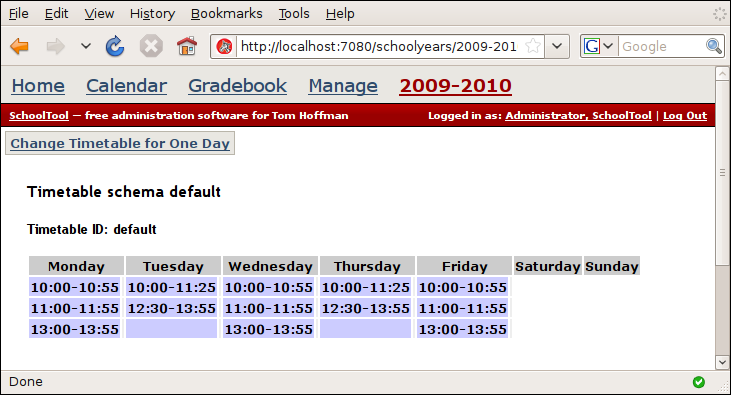 File Edit View History Bookmarks Tools Help
http://localhost:7080/schoolyears/2009-201 Google
Home Calendar Gradebook Manage 2009-2010
SchoolTool — free administration software for Tom Hoffman Logged in as: Administrator, SchoolTool | Log Out
Change Timetable for One Day
Timetable schema default
Timetable ID: default
Monday Tuesday Wednesday Thursday Friday Saturday Sunday
10:00-10:55 10:00-11:25 10:00-10:55 10:00-11:25 10:00-10:55
11:00-11:55 12:30-13:55 11:00-11:55 12:30-13:55 11:00-11:55
13:00-13:55 13:00-13:55 13:00-13:55
Done